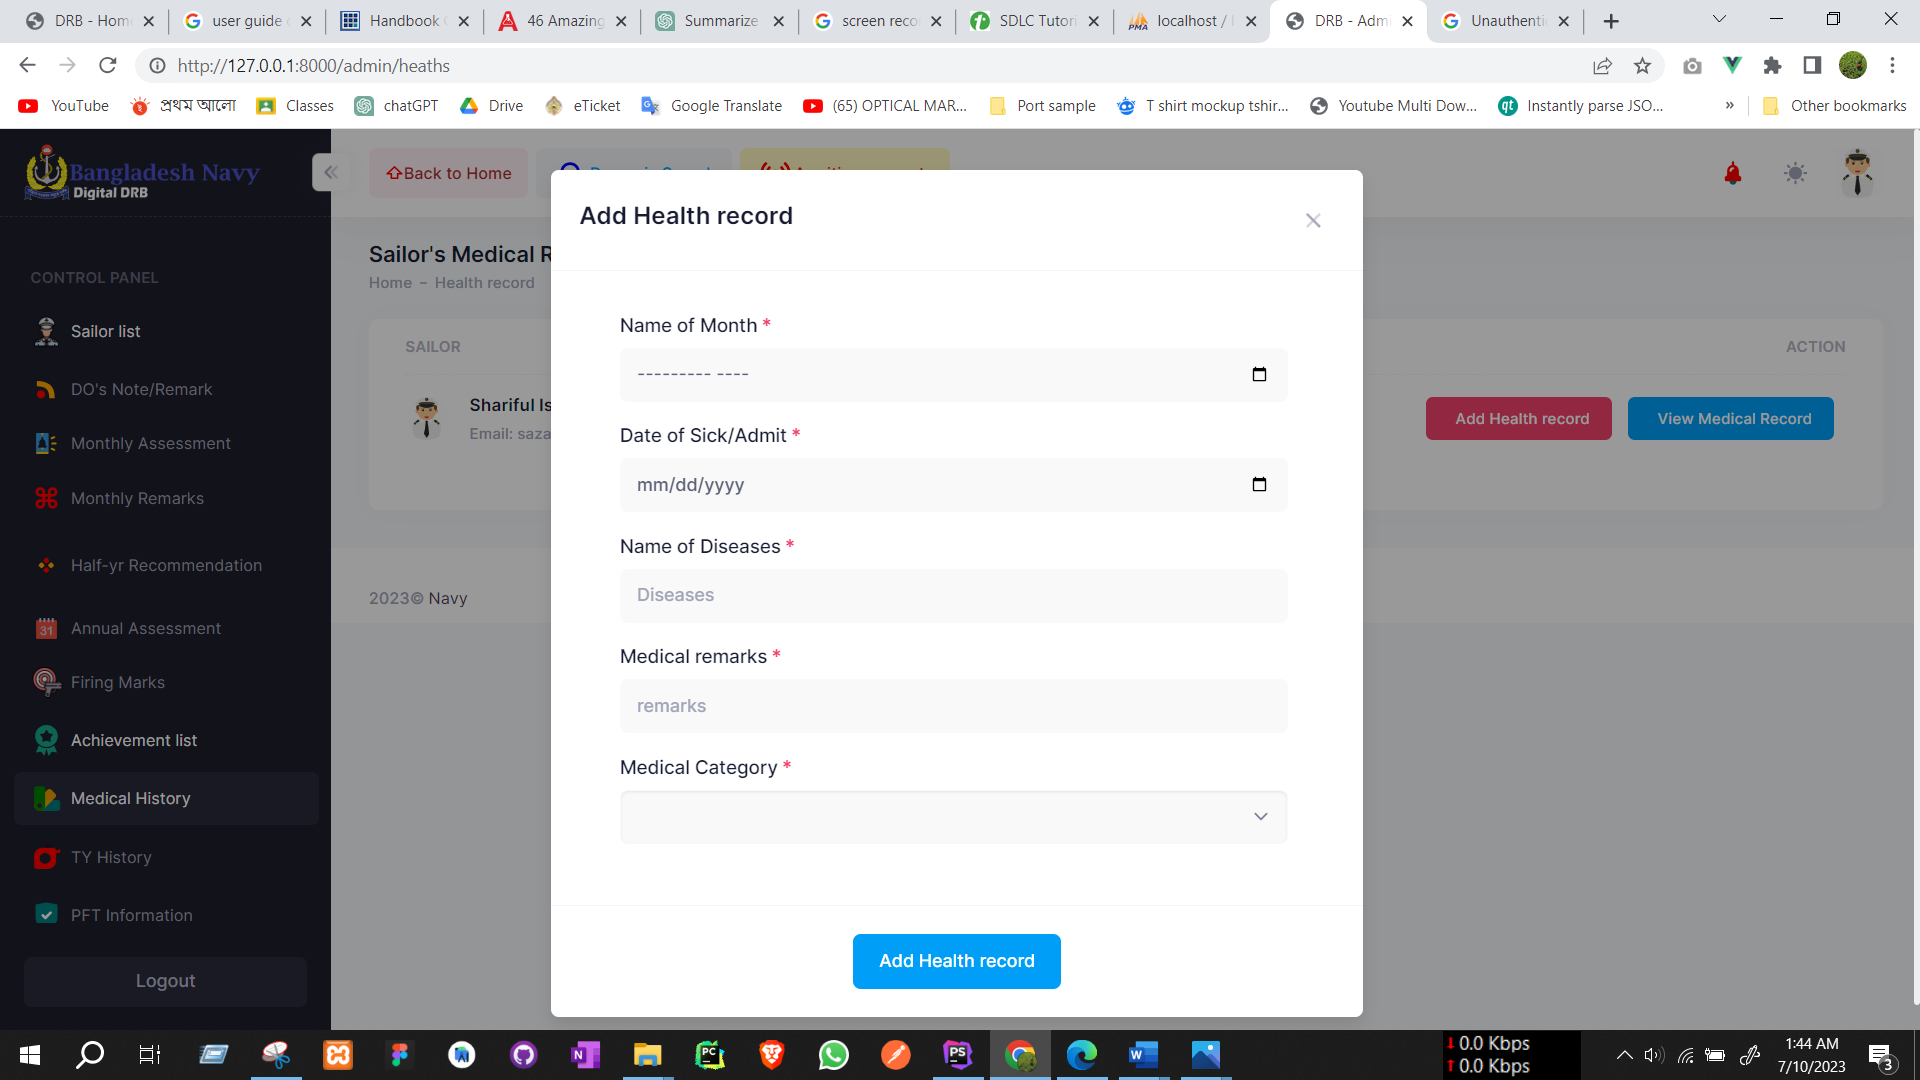 DRB - Hom
user guide
Handbook
46 Amazing
Summarize
screen reco
SDLC Tutori
localhost /
DRB - Adm
Unauthenti
http://127.0.0.1:8000/admin/heaths
YouTube
প্রথম আলো
Classes
chatGPT
Drive
eTicket
Google Translate
(65) OPTICAL MAR...
Port sample
T shirt mockup tshir...
Youtube Multi Dow...
Instantly parse JSO...
»
Other bookmarks
Bangladesh Navy
Digital DRB
Back to Home
CONTROL PANEL
Sailor list
DO's Note/Remark
Monthly Assessment
Monthly Remarks
Half-yr Recommendation
Annual Assessment
Firing Marks
Achievement list
Medical History
TY History
PFT Information
Logout
Sailor's Medical R
Home – Health record
SAILOR
ACTION
Shariful Is
Email: saza
Add Health record
View Medical Record
2023© Navy
Add Health record
Name of Month *
--------- ----
Date of Sick/Admit *
mm/dd/yyyy
Name of Diseases *
Diseases
Medical remarks *
remarks
Medical Category *
Add Health record
0.0 Kbps
0.0 Kbps
1:44 AM
7/10/2023
3